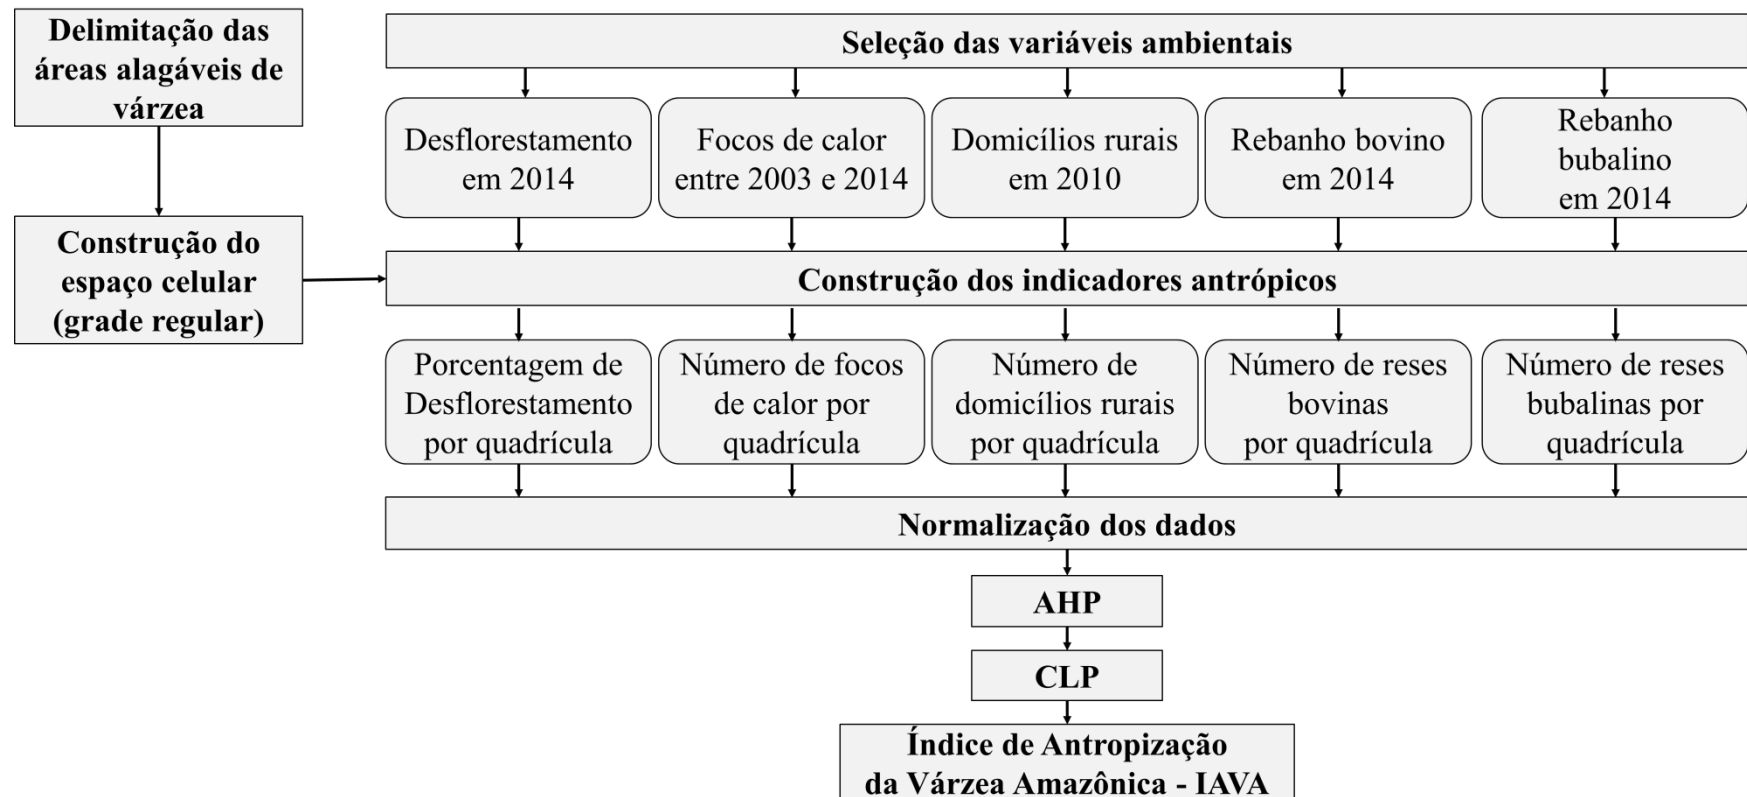 Delimitação das
áreas alagáveis de
várzea
Construção do
espaço celular
(grade regular)
Seleção das variáveis ambientais
Desflorestamento
em 2014
Focos de calor
entre 2003 e 2014
Domicílios rurais
em 2010
Rebanho bovino
em 2014
Rebanho
bubalino
em 2014
Construção dos indicadores antrópicos
Porcentagem de
Desflorestamento
por quadrícula
Número de focos
de calor por
quadrícula
Número de
domicílios rurais
por quadrícula
Número de reses
bovinas
por quadrícula
Número de reses
bubalinas por
quadrícula
Normalização dos dados
AHP
CLP
Índice de Antropização
da Várzea Amazônica - IAVA